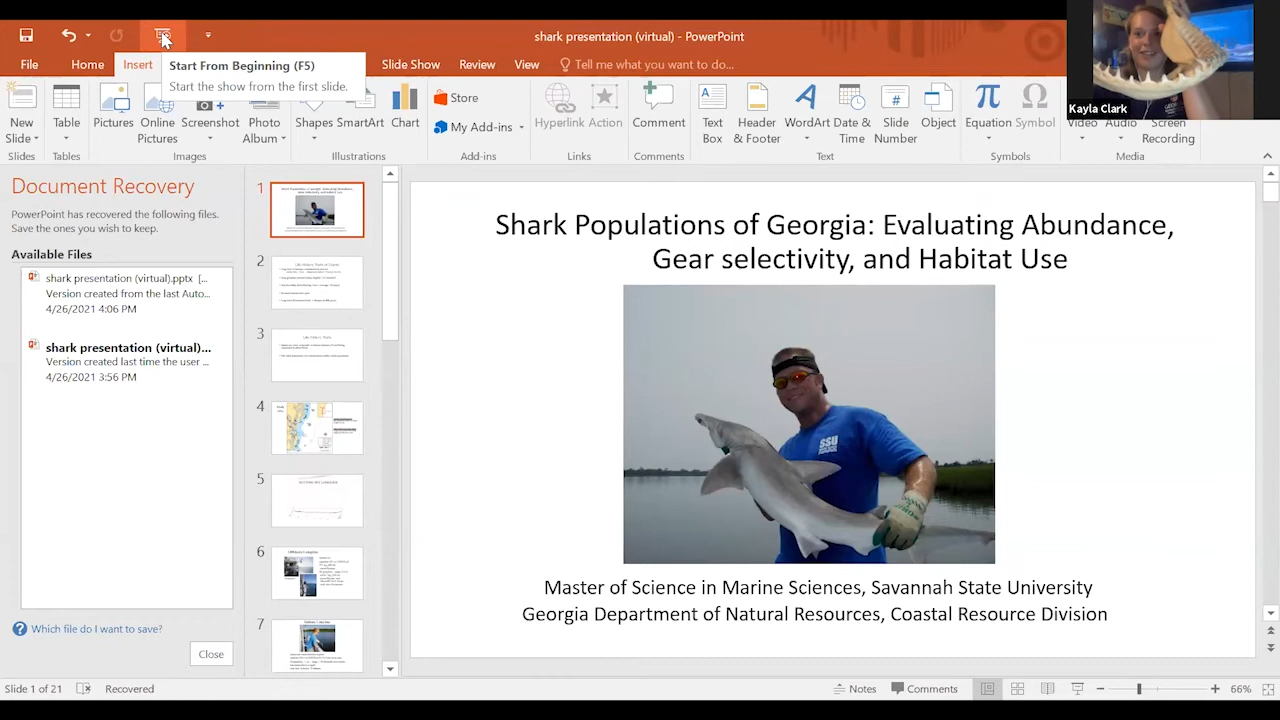 shark presentation (virtual) - PowerPoint
Start From Beginning (F5)
Start the show from the first slide.
File
Home
Insert
Slide Show
Review
View
Tell me what you want to do...
Kayla Clark
New
Slide
Table
Pictures
Online
Pictures
Screenshot
Photo
Album
Shapes
SmartArt
Chart
Store
My Add-ins
Hyperlink
Action
Comment
Text
Box
Header
& Footer
WordArt
Date &
Time
Slide
Number
Object
Equation
Symbol
Video
Audio
Screen
Recording
Slides
Tables
Images
Illustrations
Add-ins
Links
Comments
Text
Symbols
Media
Document Recovery
PowerPoint has recovered the following files.
Save the ones you wish to keep.
Available Files
shark presentation (virtual).pptx [...
Version created from the last Auto...
4/26/2021 4:06 PM
shark presentation (virtual)...
Version created last time the user ...
4/26/2021 3:56 PM
Which file do I want to save?
Close
1
2
3
4
5
6
7
Shark Populations of Georgia: Evaluating Abundance,
Gear selectivity, and Habitat Use
SSU
Master of Science in Marine Sciences, Savannah State University
Georgia Department of Natural Resources, Coastal Resource Division
Slide 1 of 21
Recovered
Notes
Comments
66%